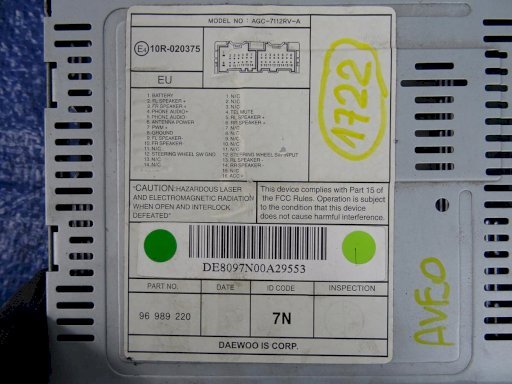 MODEL NO : AGC-7112RV-A
E4 10R-020375
EU
1. BATTERY
2. RL SPEAKER +
3. FR SPEAKER +
4. PHONE AUDIO+
5. PHONE AUDIO
6. ANTENNA POWER
7. PWM +
8. GROUND
9. RL SPEAKER -
10. FR SPEAKER -
11. N/C
12. STEERING WHEEL SW GND
13. N/C
14. N/C
1. N/C
2. N/C
3. N/C
4. TEL MUTE
5. RL SPEAKER +
6. RR SPEAKER +
7. N/C
8. N/C
9. N/C
10. N/C
11. N/C
12. STEERING WHEEL SW INPUT
13. RL SPEAKER -
14. RR SPEAKER -
15. N/C
16. ACC+
1722
"CAUTION:HAZARDOUS LASER
AND ELECTROMAGNETIC RADIATION
WHEN OPEN AND INTERLOCK
DEFEATED"
This device complies with Part 15 of
the FCC Rules. Operation is subject
to the condition that this device
does not cause harmful interference.
DE8097N00A29553
PART NO. DATE ID CODE INSPECTION
96 989 220 7N
DAEWOO IS CORP.
AVEO